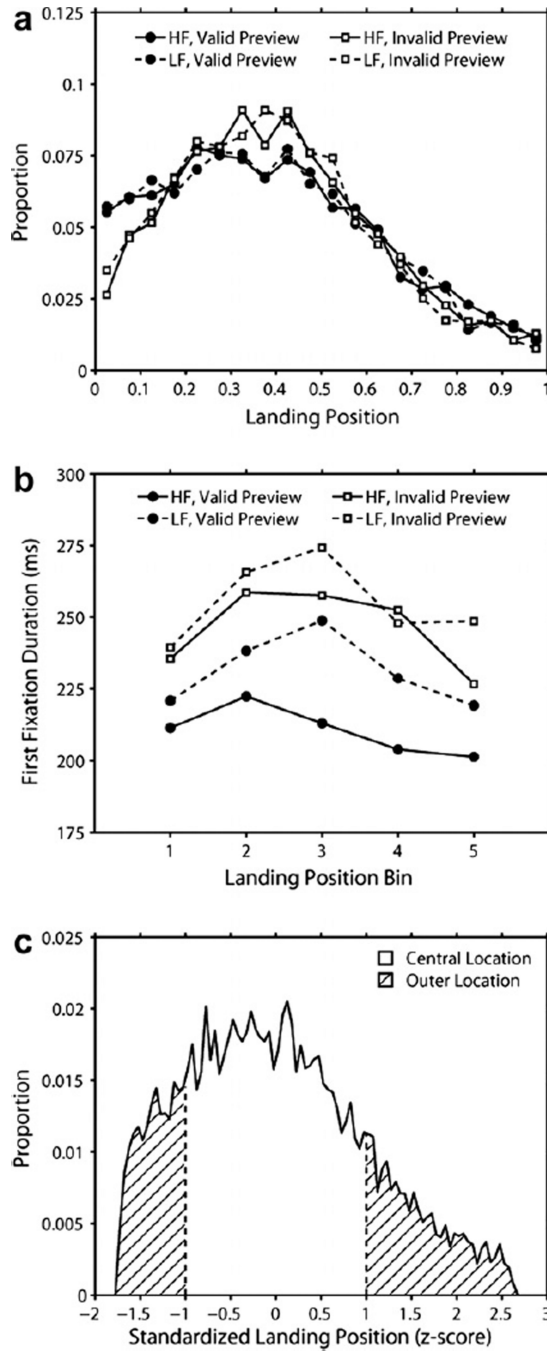 a
0.125
HF, Valid Preview HF, Invalid Preview
LF, Valid Preview LF, Invalid Preview
0.1
0.075
0.05
0.025
0
Proportion
0 0.1 0.2 0.3 0.4 0.5 0.6 0.7 0.8 0.9 1
Landing Position
b
300
HF, Valid Preview HF, Invalid Preview
LF, Valid Preview LF, Invalid Preview
275
250
225
200
175
First Fixation Duration (ms)
1 2 3 4 5
Landing Position Bin
c
0.025
Central Location
Outer Location
0.02
0.015
0.01
0.005
0
Proportion
−2 −1.5 -1 −0.5 0 0.5 1 1.5 2 2.5 3
Standardized Landing Position (z-score)